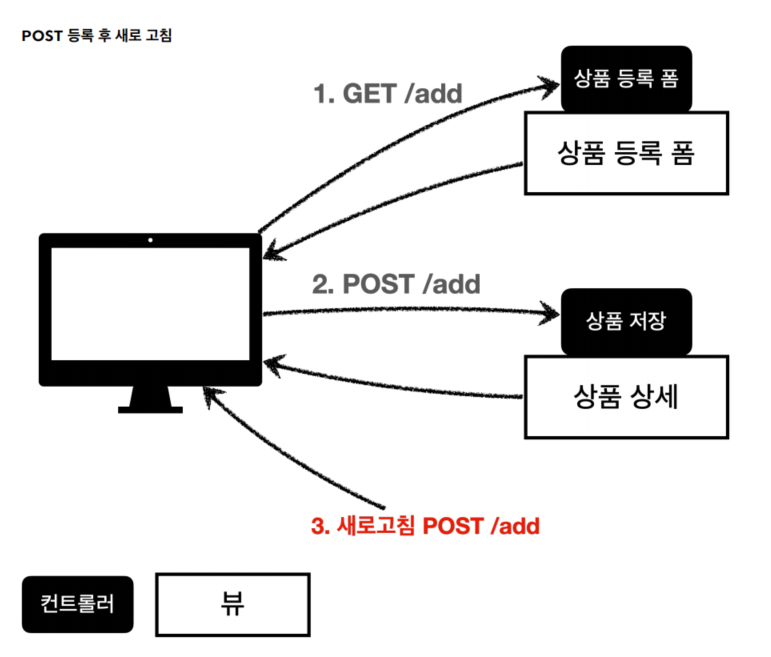 POST 등록 후 새로 고침
1. GET /add
상품 등록 폼
상품 등록 폼
2. POST /add
상품 저장
상품 상세
3. 새로고침 POST /add
컨트롤러
뷰